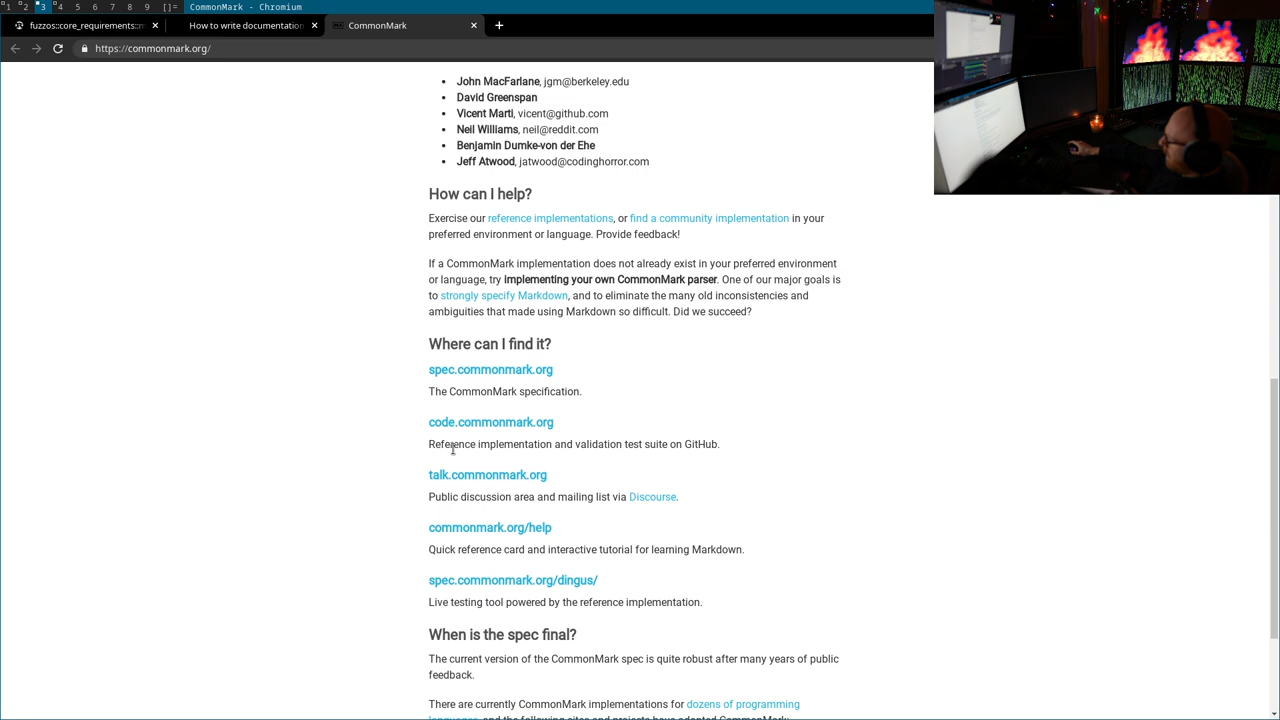 1 2 3 4 5 6 7 8 9 []= CommonMark - Chromium
fuzzos::core_requirements::m
How to write documentation
CommonMark
https://commonmark.org/
• John MacFarlane, jgm@berkeley.edu
• David Greenspan
• Vicent Marti, vicent@github.com
• Neil Williams, neil@reddit.com
• Benjamin Dumke-von der Ehe
• Jeff Atwood, jatwood@codinghorror.com
How can I help?
Exercise our reference implementations, or find a community implementation in your
preferred environment or language. Provide feedback!
If a CommonMark implementation does not already exist in your preferred environment
or language, try implementing your own CommonMark parser. One of our major goals is
to strongly specify Markdown, and to eliminate the many old inconsistencies and
ambiguities that made using Markdown so difficult. Did we succeed?
Where can I find it?
spec.commonmark.org
The CommonMark specification.
code.commonmark.org
Reference implementation and validation test suite on GitHub.
talk.commonmark.org
Public discussion area and mailing list via Discourse.
commonmark.org/help
Quick reference card and interactive tutorial for learning Markdown.
spec.commonmark.org/dingus/
Live testing tool powered by the reference implementation.
When is the spec final?
The current version of the CommonMark spec is quite robust after many years of public
feedback.
There are currently CommonMark implementations for dozens of programming
languages, and the following sites and projects have adopted CommonMark: